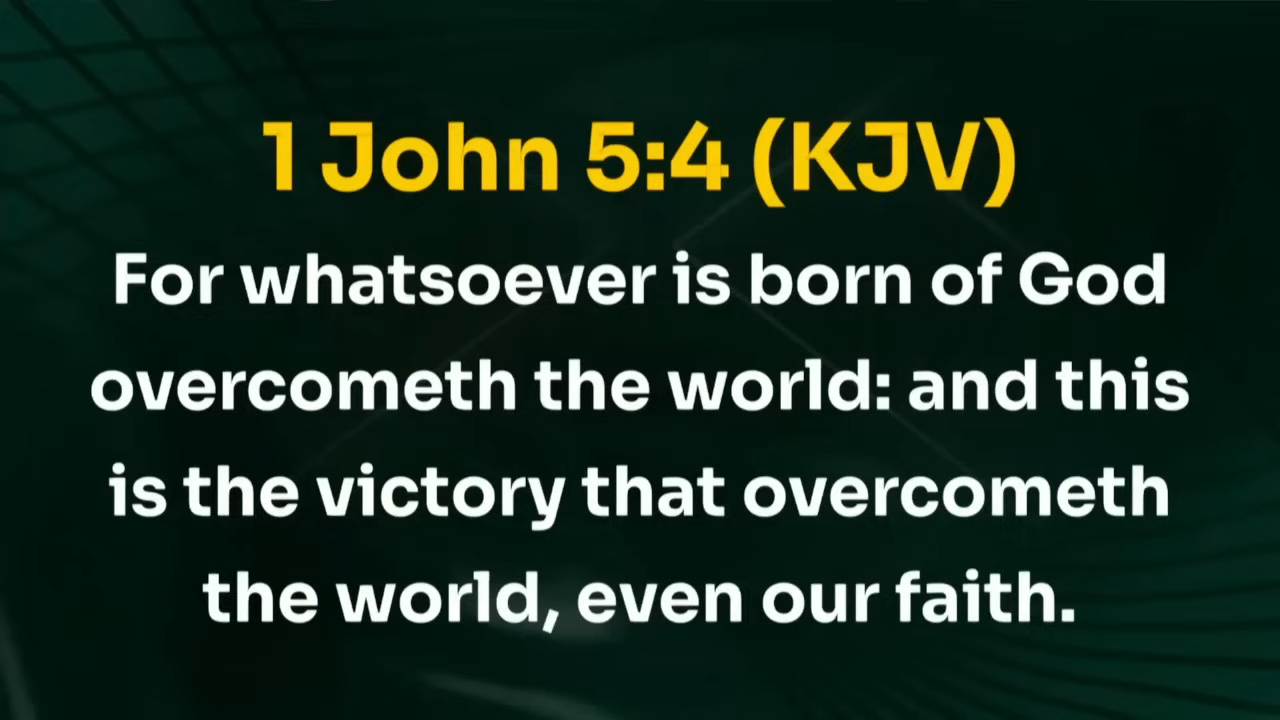 1 John 5:4 (KJV)
For whatsoever is born of God
overcometh the world: and this
is the victory that overcometh
the world, even our faith.